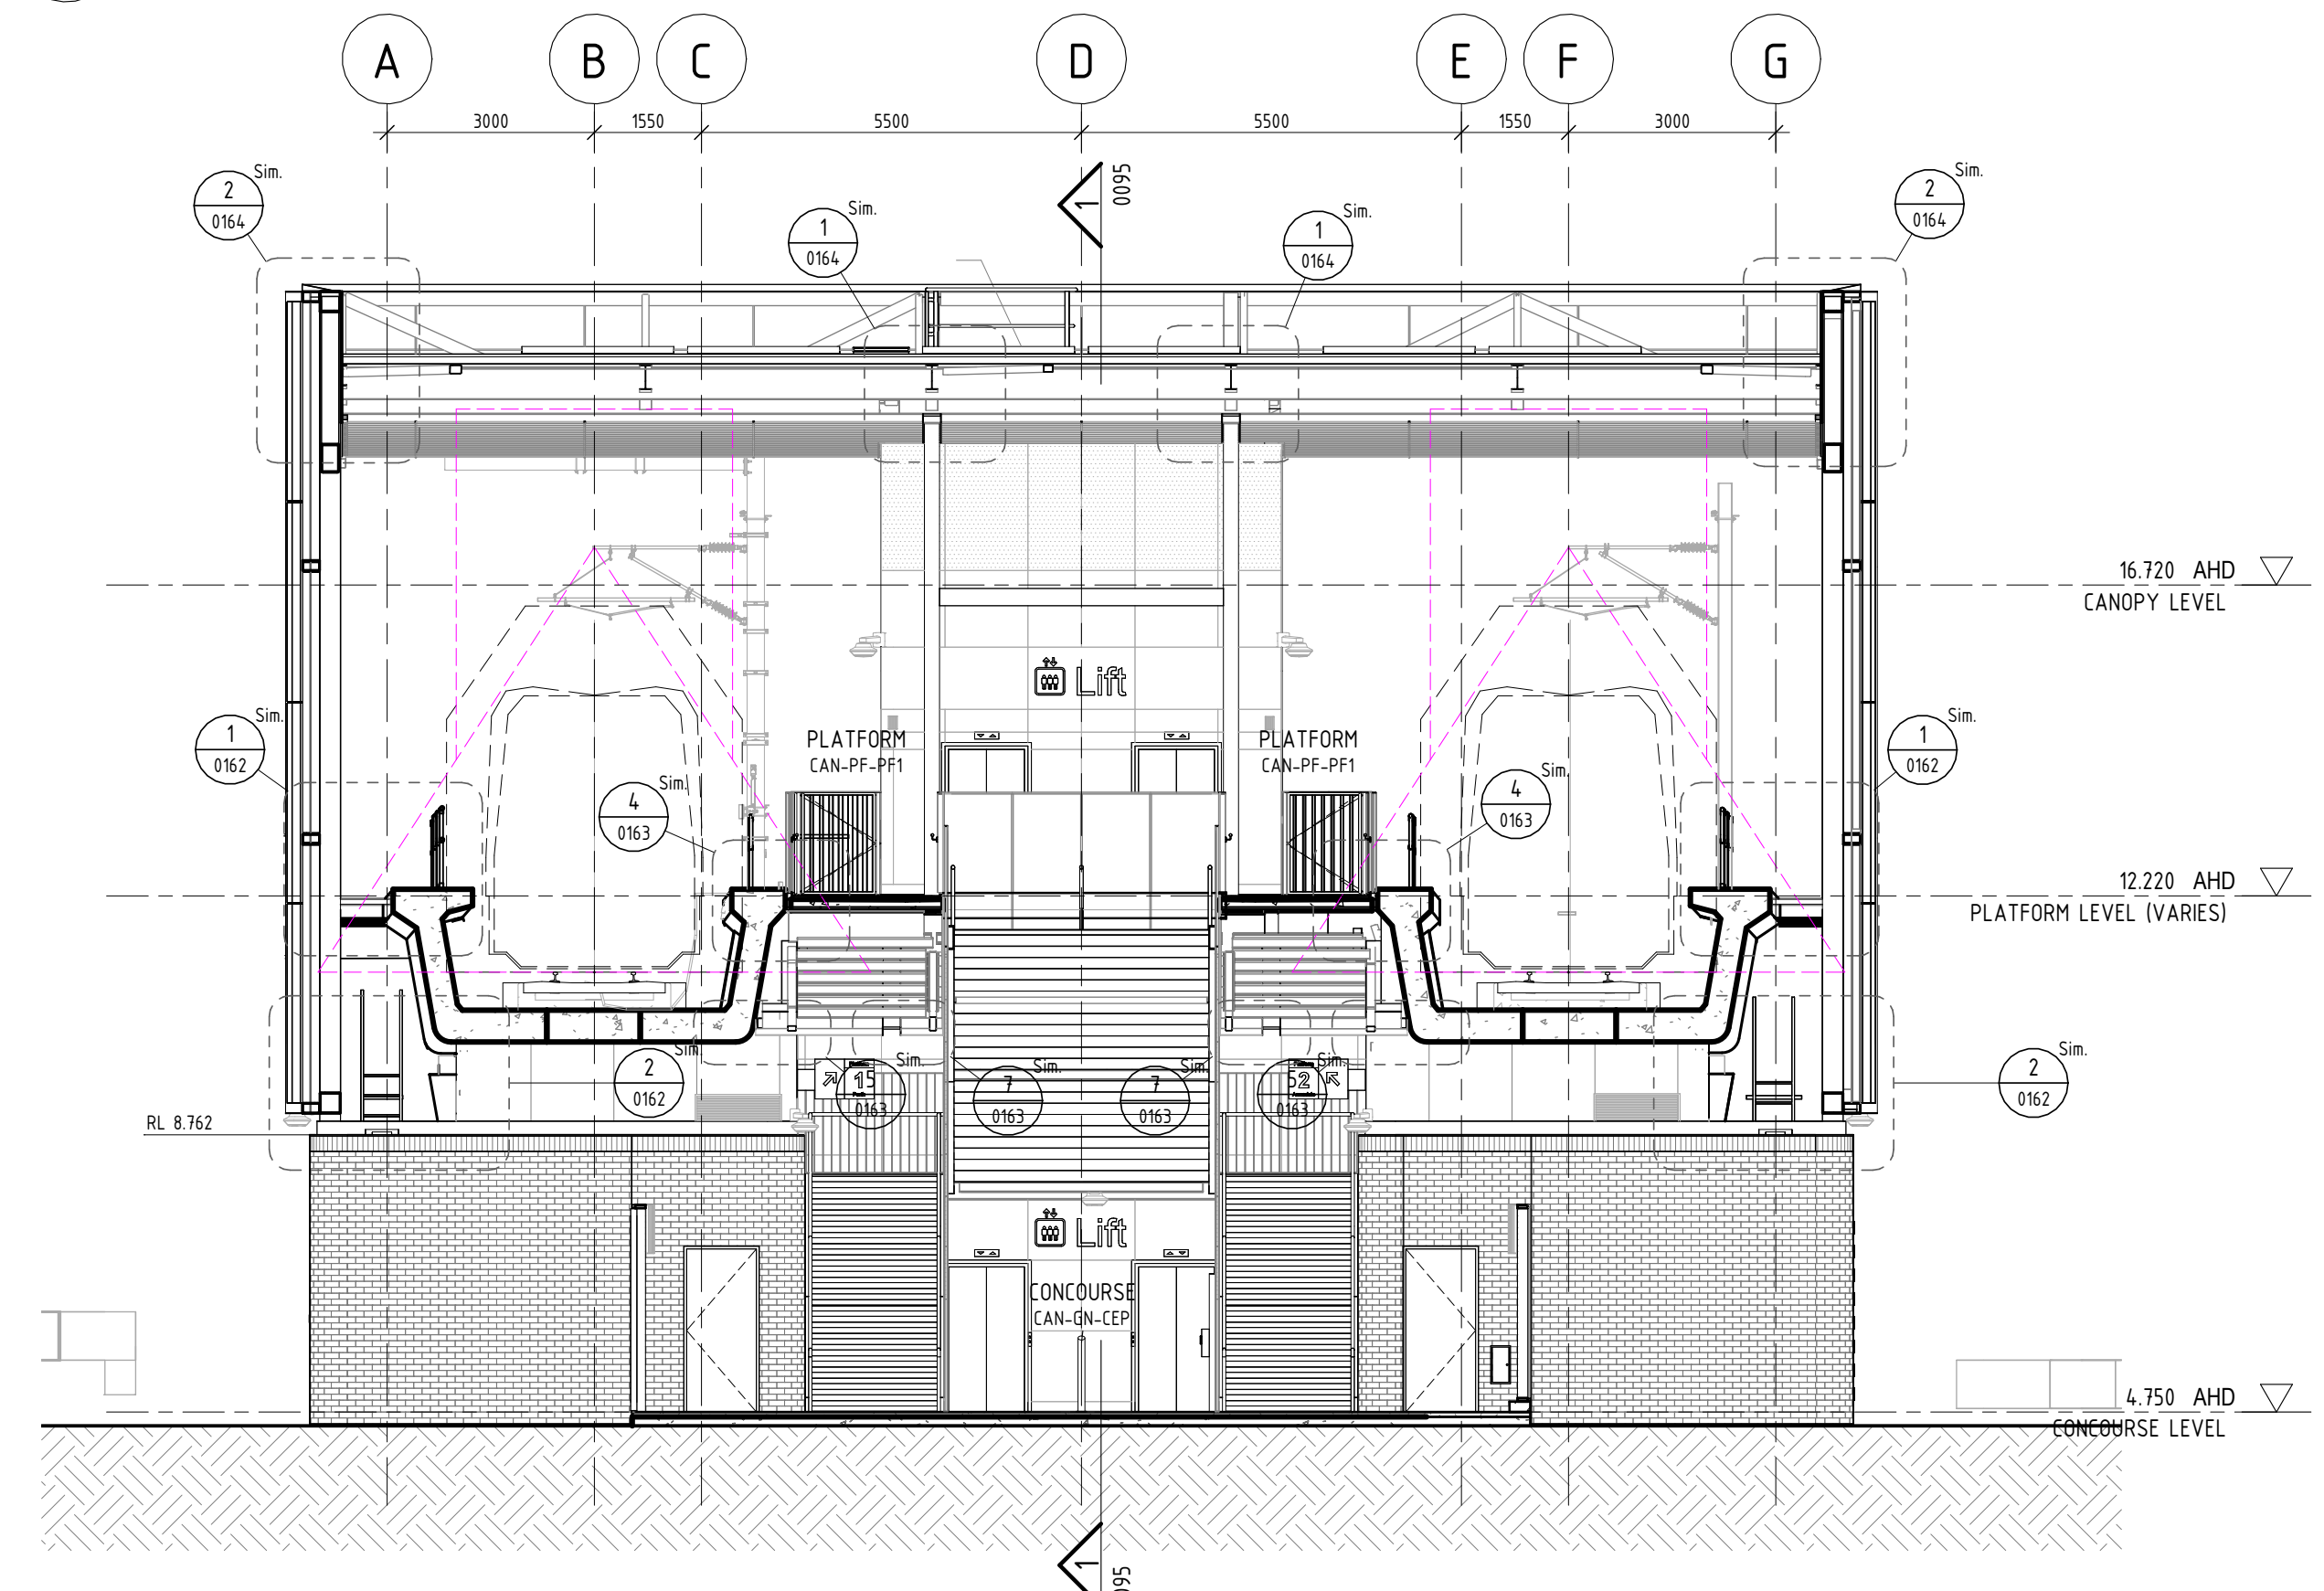 A B C D E F G
3000 1550 5500 5500 1550 3000
0095
1
Sim.
2
0164
Sim.
1
0164
Sim.
1
0164
Sim.
2
0164
16.720 AHD
CANOPY LEVEL
Lift
Sim.
1
0162
PLATFORM
CAN-PF-PF1
PLATFORM
CAN-PF-PF1
Sim.
1
0162
Sim.
4
0163
Sim.
4
0163
12.220 AHD
PLATFORM LEVEL (VARIES)
Sim.
2
0162
Sim.
15
0163
Sim.
7
0163
Sim.
7
0163
Sim.
52
0163
Sim.
2
0162
RL 8.762
Lift
CONCOURSE
CAN-GN-CEP
4.750 AHD
CONCOURSE LEVEL
1